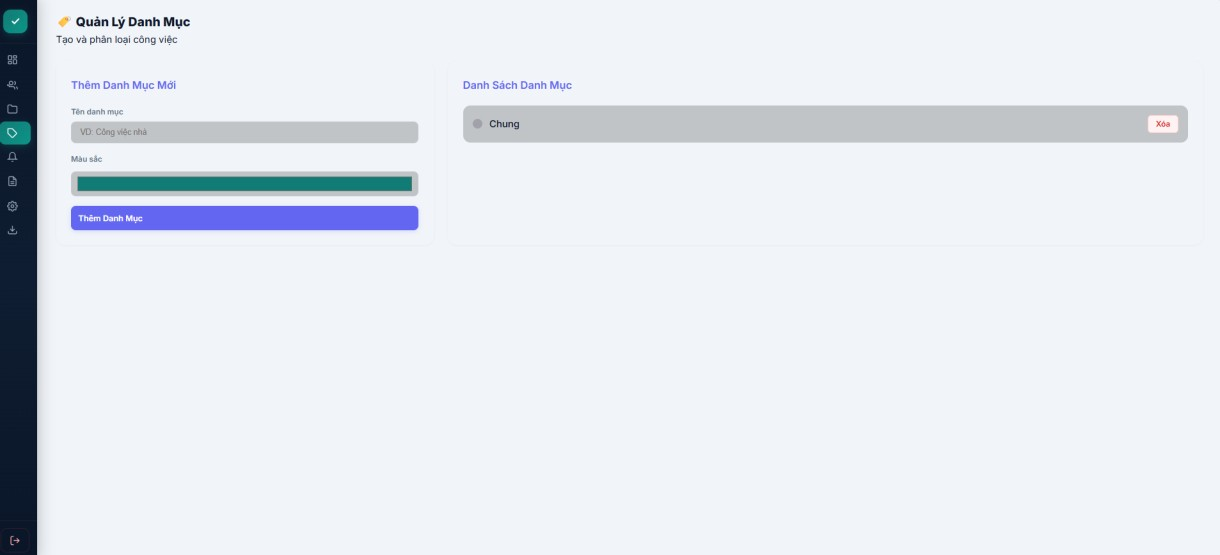 Quản Lý Danh Mục
Tạo và phân loại công việc
Thêm Danh Mục Mới
Tên danh mục
VD: Công việc nhà
Màu sắc
Thêm Danh Mục
Danh Sách Danh Mục
Chung
Xóa